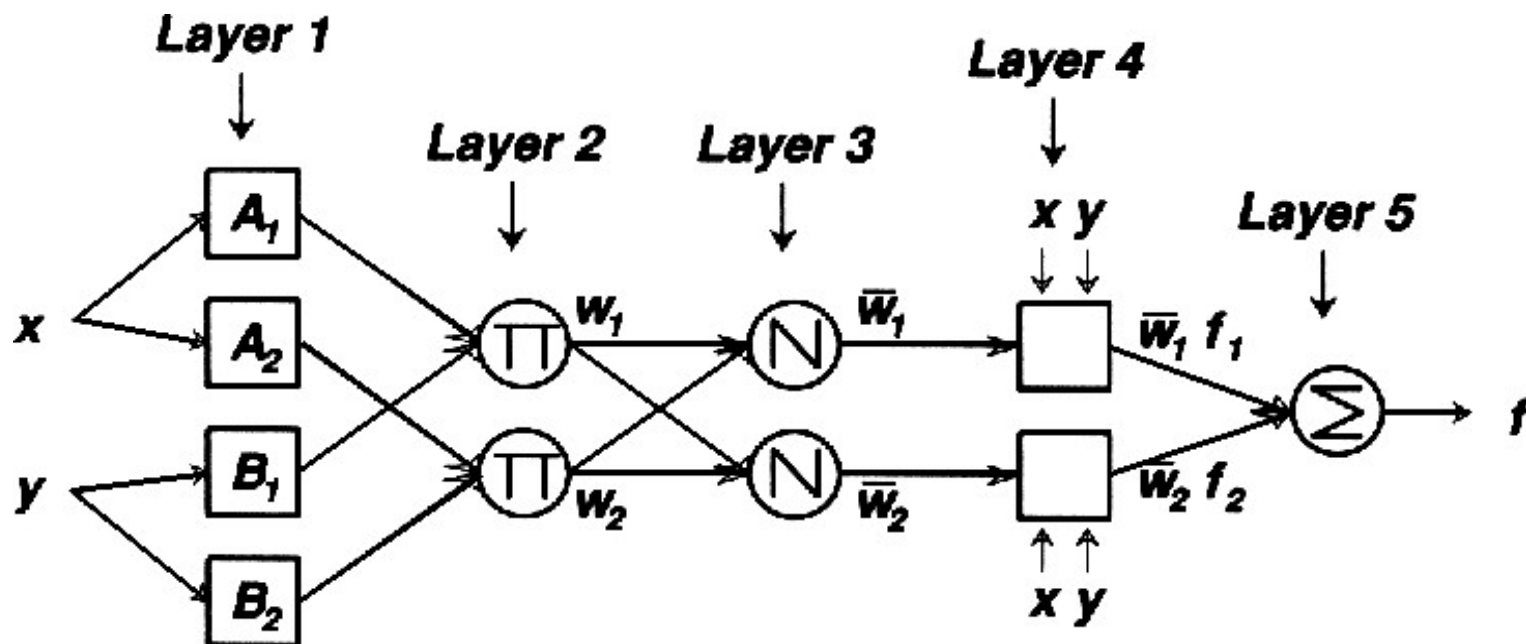 Layer 1
Layer 4
Layer 2
Layer 3
x y
Layer 5
A₁
x
A₂
∏
w₁
N
w̅₁
w̅₁ f₁
∑
f
y
B₁
∏
w₂
N
w̅₂
w̅₂ f₂
B₂
x y